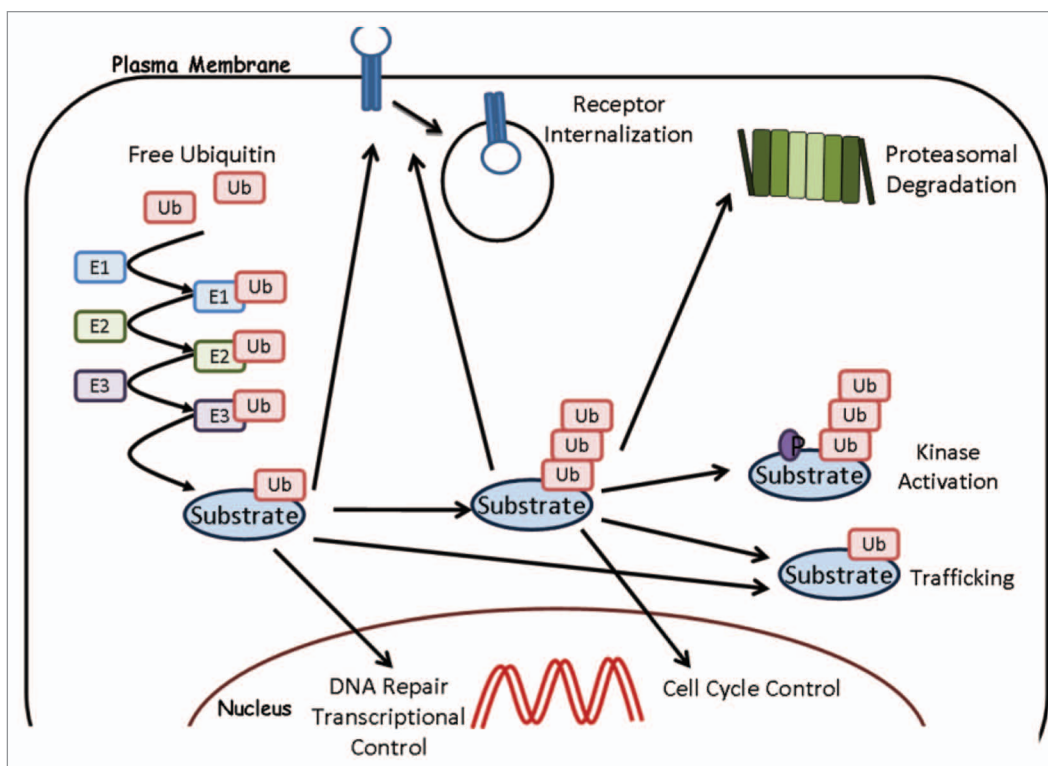 Plasma Membrane
Receptor
Internalization
Free Ubiquitin
Ub
Ub
Proteasomal
Degradation
E1
E1
Ub
E2
E2
Ub
E3
E3
Ub
Ub
Substrate
Ub
Ub
Ub
Substrate
Ub
Ub
Ub
P
Substrate
Kinase
Activation
Ub
Substrate
Trafficking
Nucleus
DNA Repair
Transcriptional
Control
Cell Cycle Control